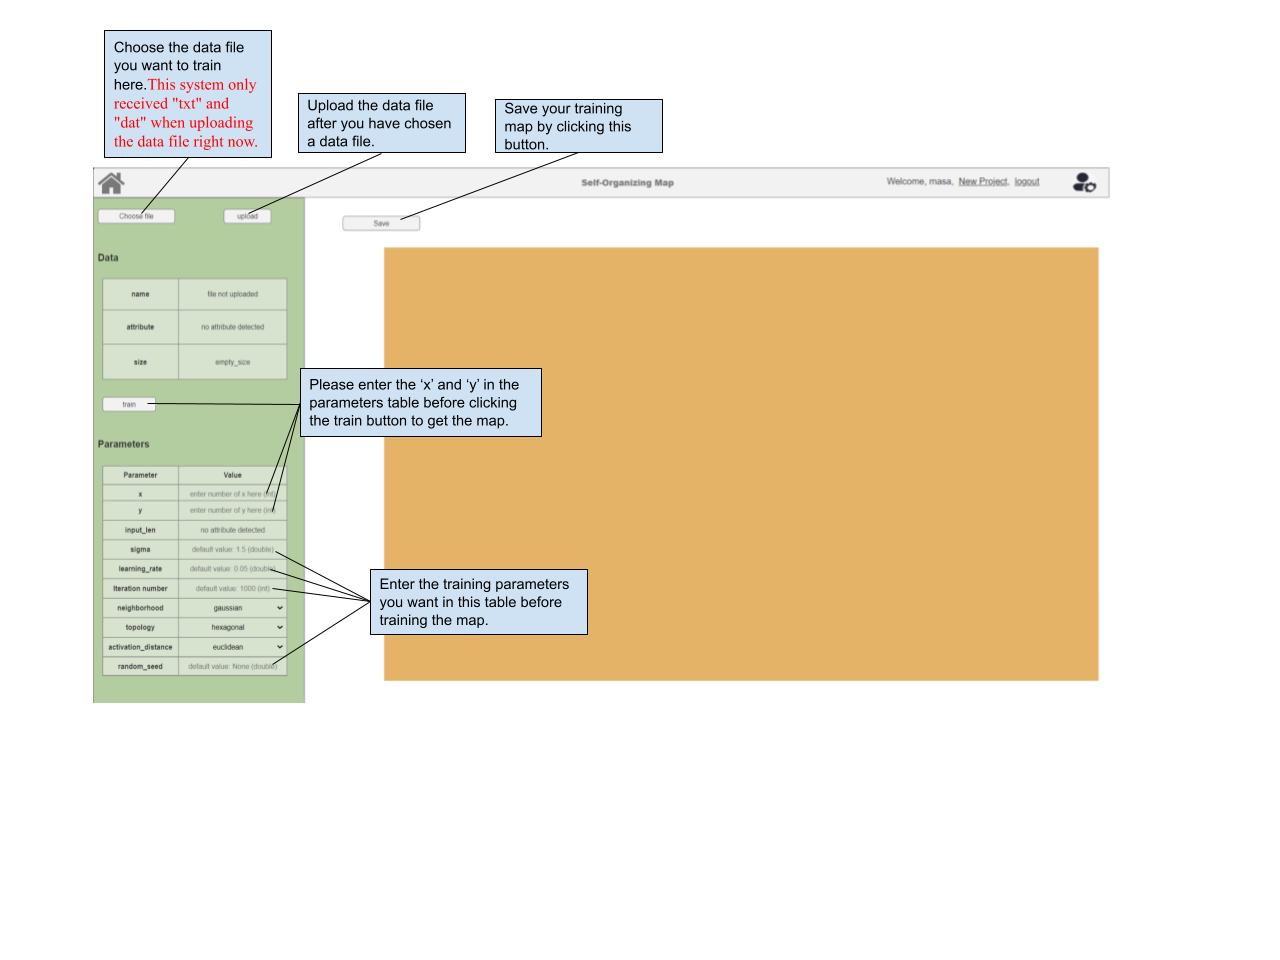 Choose the data file
you want to train
here.This system only
received "txt" and
"dat" when uploading
the data file right now.
Upload the data file
after you have chosen
a data file.
Save your training
map by clicking this
button.
Self-Organizing Map
Welcome, masa, New Project, logout
Choose file
upload
Save
Data
name file not uploaded
attribute no attribute detected
size empty_size
Please enter the ‘x’ and ‘y’ in the
parameters table before clicking
the train button to get the map.
train
Parameters
Parameter Value
x enter number of x here (int)
y enter number of y here (int)
input_len no attribute detected
sigma default value: 1.5 (double)
learning_rate default value: 0.05 (double)
Iteration number default value: 1000 (int)
neighborhood gaussian
topology hexagonal
activation_distance euclidean
random_seed default value: None (double)
Enter the training parameters
you want in this table before
training the map.